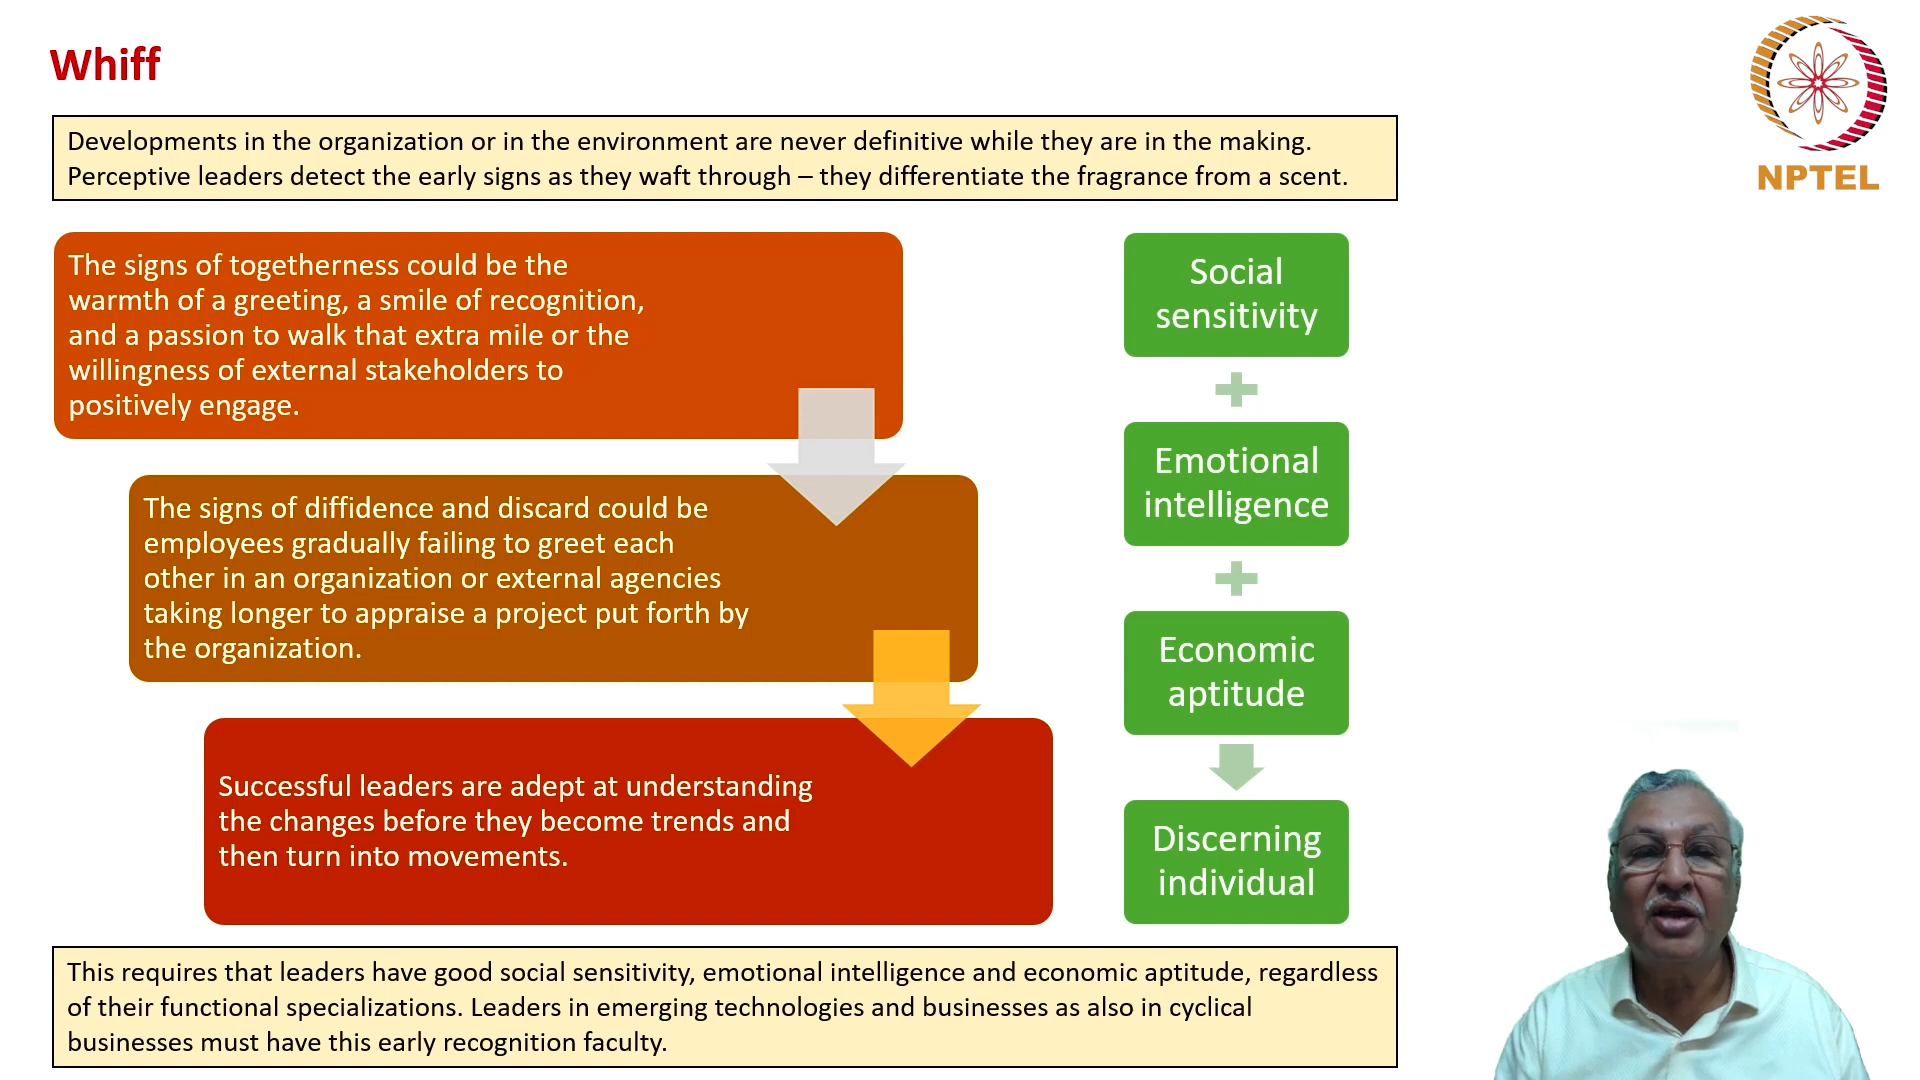 Whiff
NPTEL
Developments in the organization or in the environment are never definitive while they are in the making.
Perceptive leaders detect the early signs as they waft through – they differentiate the fragrance from a scent.
The signs of togetherness could be the
warmth of a greeting, a smile of recognition,
and a passion to walk that extra mile or the
willingness of external stakeholders to
positively engage.
The signs of diffidence and discard could be
employees gradually failing to greet each
other in an organization or external agencies
taking longer to appraise a project put forth by
the organization.
Successful leaders are adept at understanding
the changes before they become trends and
then turn into movements.
Social
sensitivity
Emotional
intelligence
Economic
aptitude
Discerning
individual
This requires that leaders have good social sensitivity, emotional intelligence and economic aptitude, regardless
of their functional specializations. Leaders in emerging technologies and businesses as also in cyclical
businesses must have this early recognition faculty.